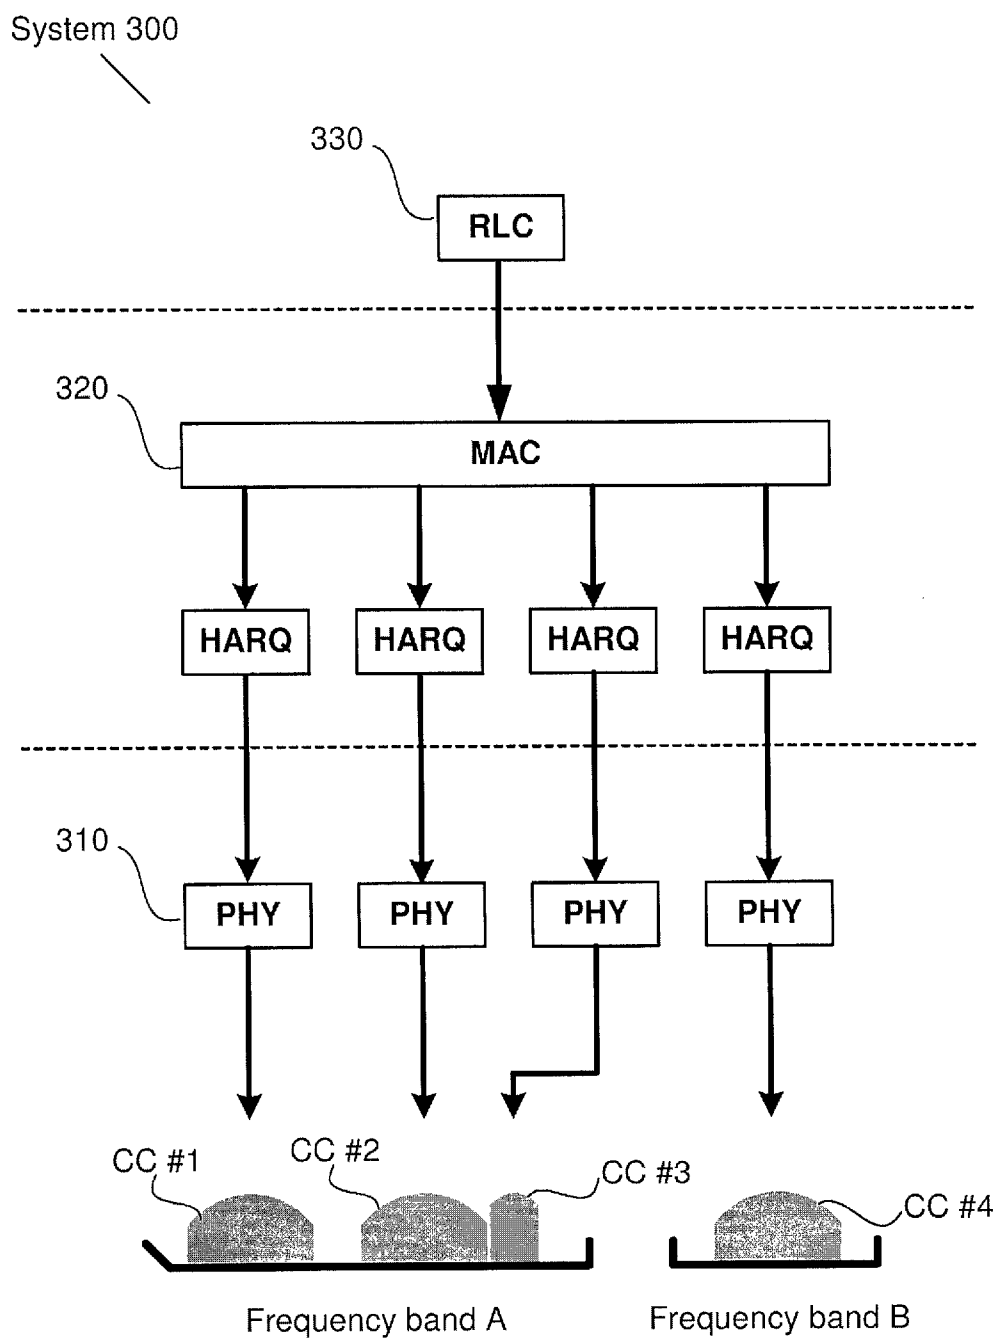 System 300
330
RLC
320
MAC
HARQ HARQ HARQ HARQ
310
PHY PHY PHY PHY
CC #1 CC #2 CC #3 CC #4
Frequency band A Frequency band B